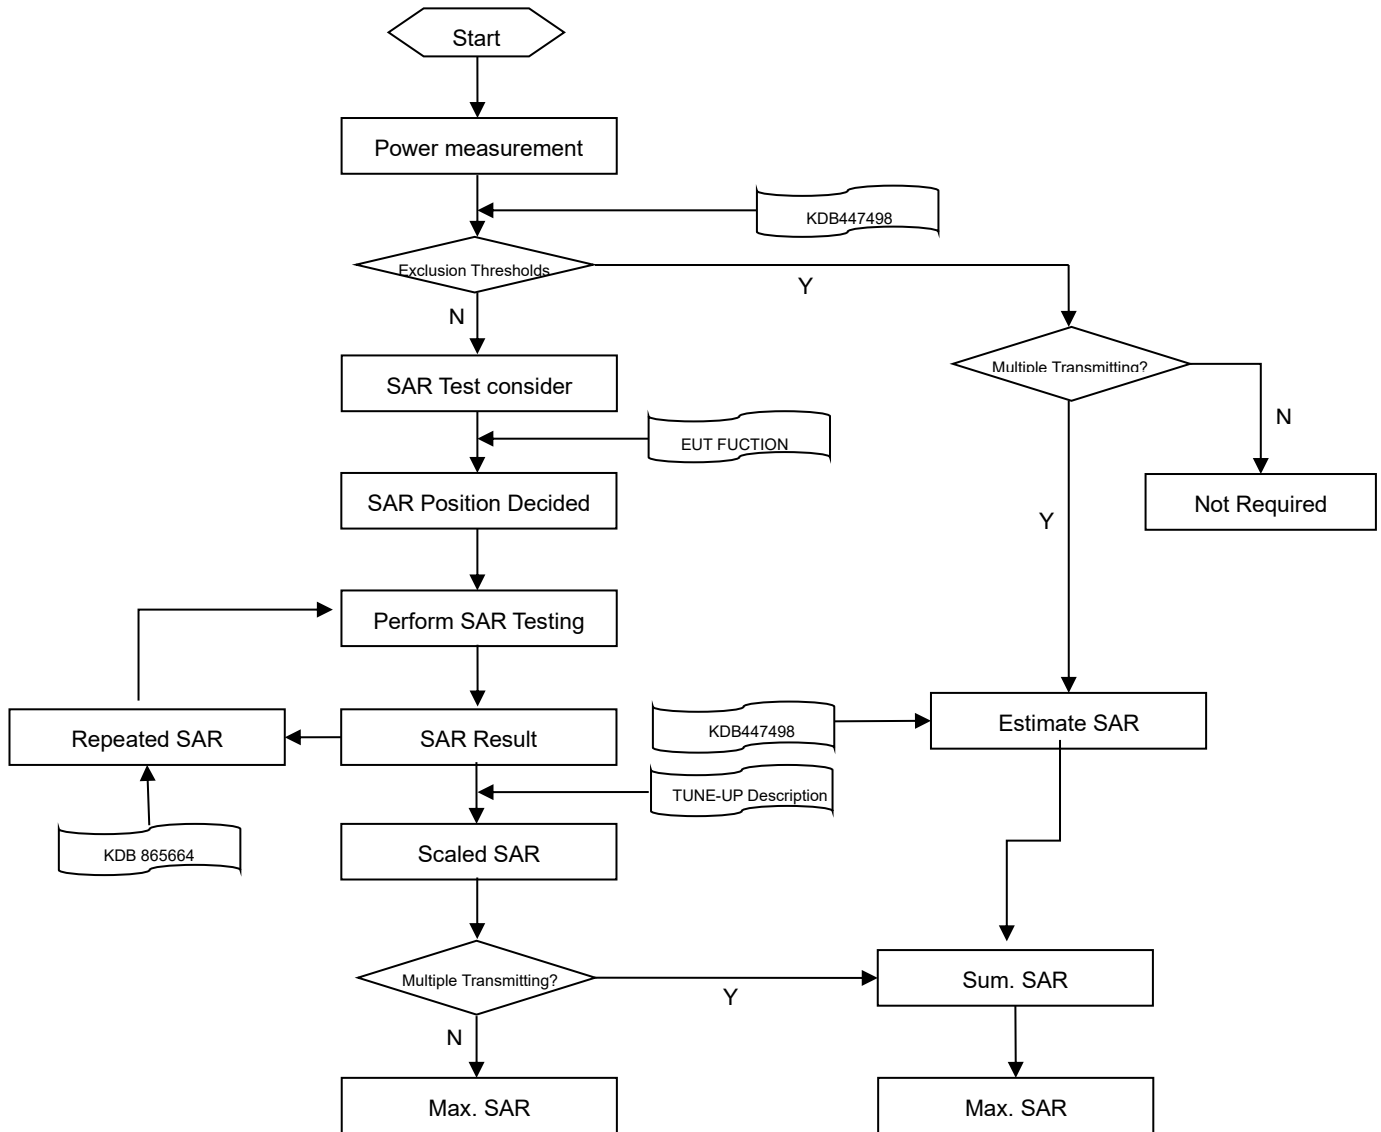 Start
Power measurement
KDB447498
Exclusion Thresholds
Y
N
Multiple Transmitting?
SAR Test consider
N
EUT FUCTION
SAR Position Decided
Not Required
Y
Perform SAR Testing
Repeated SAR
SAR Result
KDB447498
Estimate SAR
TUNE-UP Description
KDB 865664
Scaled SAR
Multiple Transmitting?
Y
Sum. SAR
N
Max. SAR
Max. SAR